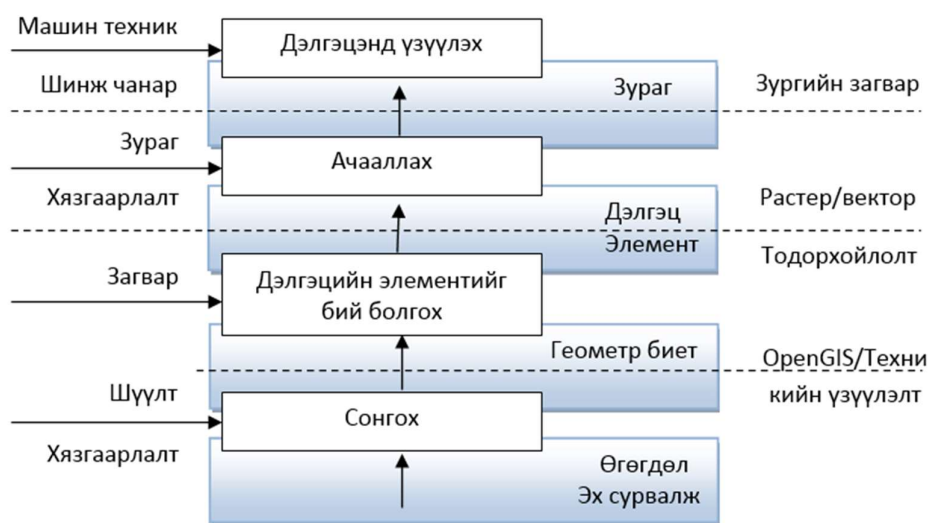 Машин техник
Дэлгэцэнд үзүүлэх
Шинж чанар
Зураг
Зургийн загвар
Зураг
Ачааллах
Хязгаарлалт
Дэлгэц
Элемент
Растер/вектор
Тодорхойлолт
Загвар
Дэлгэцийн элементийг
бий болгох
Геометр биет
OpenGIS/Техни
кийн үзүүлэлт
Шүүлт
Сонгох
Хязгаарлалт
Өгөгдөл
Эх сурвалж